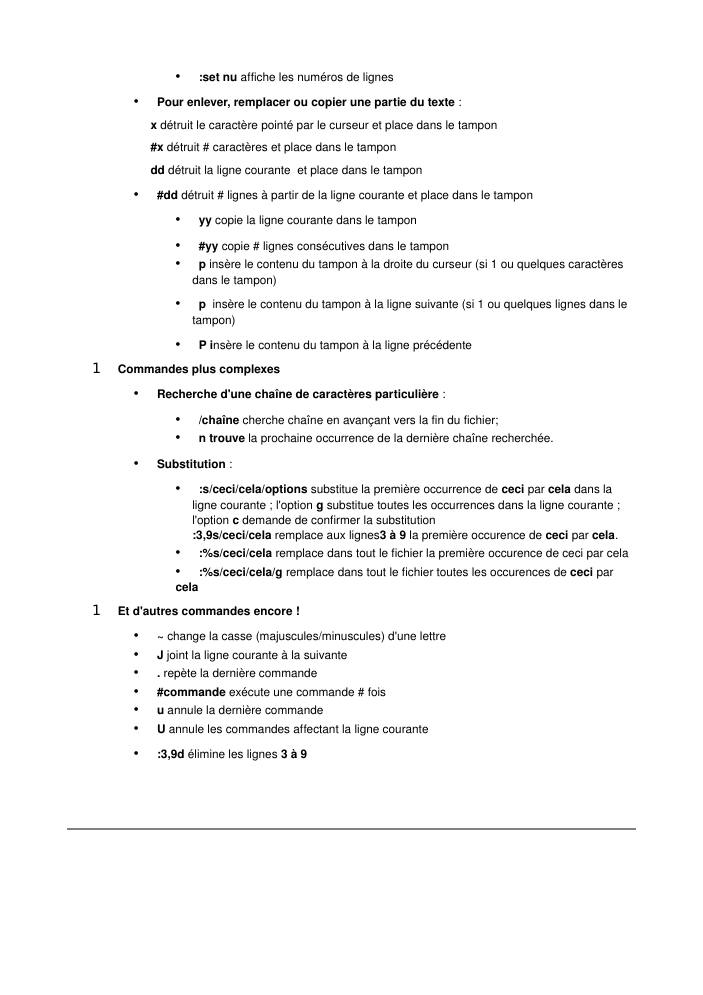 • :set nu affiche les numéros de lignes
• Pour enlever, remplacer ou copier une partie du texte :
x détruit le caractère pointé par le curseur et place dans le tampon
#x détruit # caractères et place dans le tampon
dd détruit la ligne courante  et place dans le tampon
• #dd détruit # lignes à partir de la ligne courante et place dans le tampon
• yy copie la ligne courante dans le tampon
• #yy copie # lignes consécutives dans le tampon
• p insère le contenu du tampon à la droite du curseur (si 1 ou quelques caractères
dans le tampon)
• p  insère le contenu du tampon à la ligne suivante (si 1 ou quelques lignes dans le
tampon)
• P insère le contenu du tampon à la ligne précédente
1 Commandes plus complexes
• Recherche d'une chaîne de caractères particulière :
• /chaîne cherche chaîne en avançant vers la fin du fichier;
• n trouve la prochaine occurrence de la dernière chaîne recherchée.
• Substitution :
• :s/ceci/cela/options substitue la première occurrence de ceci par cela dans la
ligne courante ; l'option g substitue toutes les occurrences dans la ligne courante ;
l'option c demande de confirmer la substitution
:3,9s/ceci/cela remplace aux lignes3 à 9 la première occurence de ceci par cela.
• :%s/ceci/cela remplace dans tout le fichier la première occurence de ceci par cela
• :%s/ceci/cela/g remplace dans tout le fichier toutes les occurences de ceci par
cela
1 Et d'autres commandes encore !
• ~ change la casse (majuscules/minuscules) d'une lettre
• J joint la ligne courante à la suivante
• . repète la dernière commande
• #commande exécute une commande # fois
• u annule la dernière commande
• U annule les commandes affectant la ligne courante
• :3,9d élimine les lignes 3 à 9